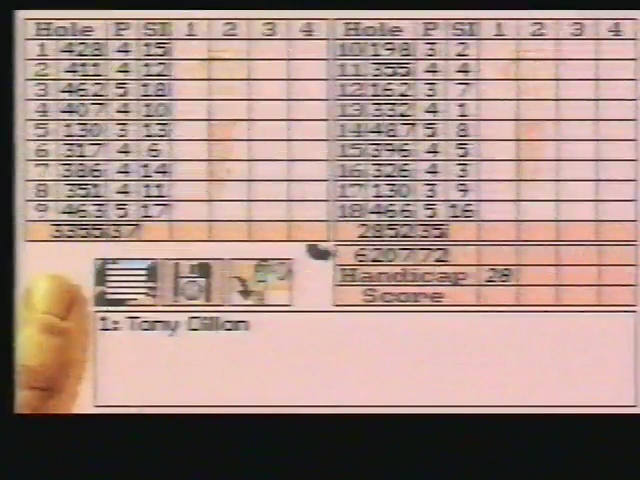 Hole P SI 1 2 3 4
1 428 4 15
2 411 4 12
3 462 5 18
4 407 4 10
5 130 3 13
6 317 4 6
7 386 4 14
8 351 4 11
9 463 5 17
3355 37
Hole P SI 1 2 3 4
10 198 3 2
11 355 4 4
12 162 3 7
13 332 4 1
14 487 5 8
15 396 4 5
16 326 4 3
17 130 3 9
18 466 5 16
2852 35
6207 72
Handicap 28
Score
1: Tony Dillon